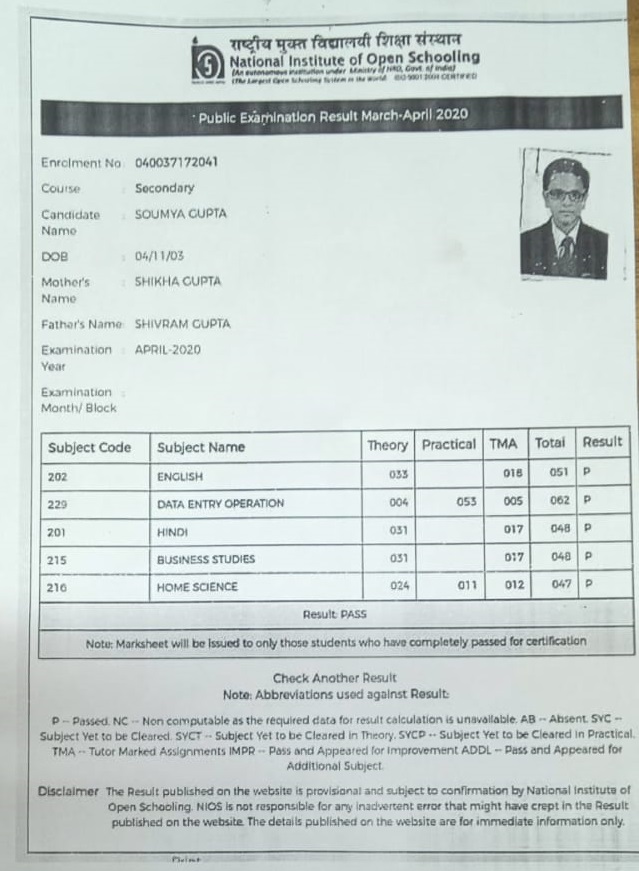 राष्ट्रीय मुक्त विद्यालयी शिक्षा संस्थान
National Institute of Open Schooling
(An autonomous institution under Ministry of HRD, Govt. of India)
(The Largest Open Schooling System in the World ISO 9001 2008 CERTIFIED
Public Examination Result March-April 2020
Enrolment No : 040037172041
Course : Secondary
Candidate Name : SOUMYA GUPTA
DOB : 04/11/03
Mother's Name : SHIKHA GUPTA
Father's Name: SHIVRAM GUPTA
Examination Year : APRIL-2020
Examination Month/ Block :
Subject Code Subject Name Theory Practical TMA Total Result
202 ENGLISH 033 018 051 P
229 DATA ENTRY OPERATION 004 053 005 062 P
201 HINDI 031 017 048 P
215 BUSINESS STUDIES 031 017 048 P
216 HOME SCIENCE 024 011 012 047 P
Result: PASS
Note: Marksheet will be issued to only those students who have completely passed for certification
Check Another Result
Note: Abbreviations used against Result:
P -- Passed. NC -- Non computable as the required data for result calculation is unavailable. AB -- Absent. SYC --
Subject Yet to be Cleared. SYCT -- Subject Yet to be Cleared in Theory. SYCP -- Subject Yet to be Cleared in Practical.
TMA -- Tutor Marked Assignments IMPR -- Pass and Appeared for Improvement ADDL -- Pass and Appeared for
Additional Subject.
Disclaimer The Result published on the website is provisional and subject to confirmation by National Institute of
Open Schooling. NIOS is not responsible for any inadvertent error that might have crept in the Result
published on the website. The details published on the website are for immediate information only.